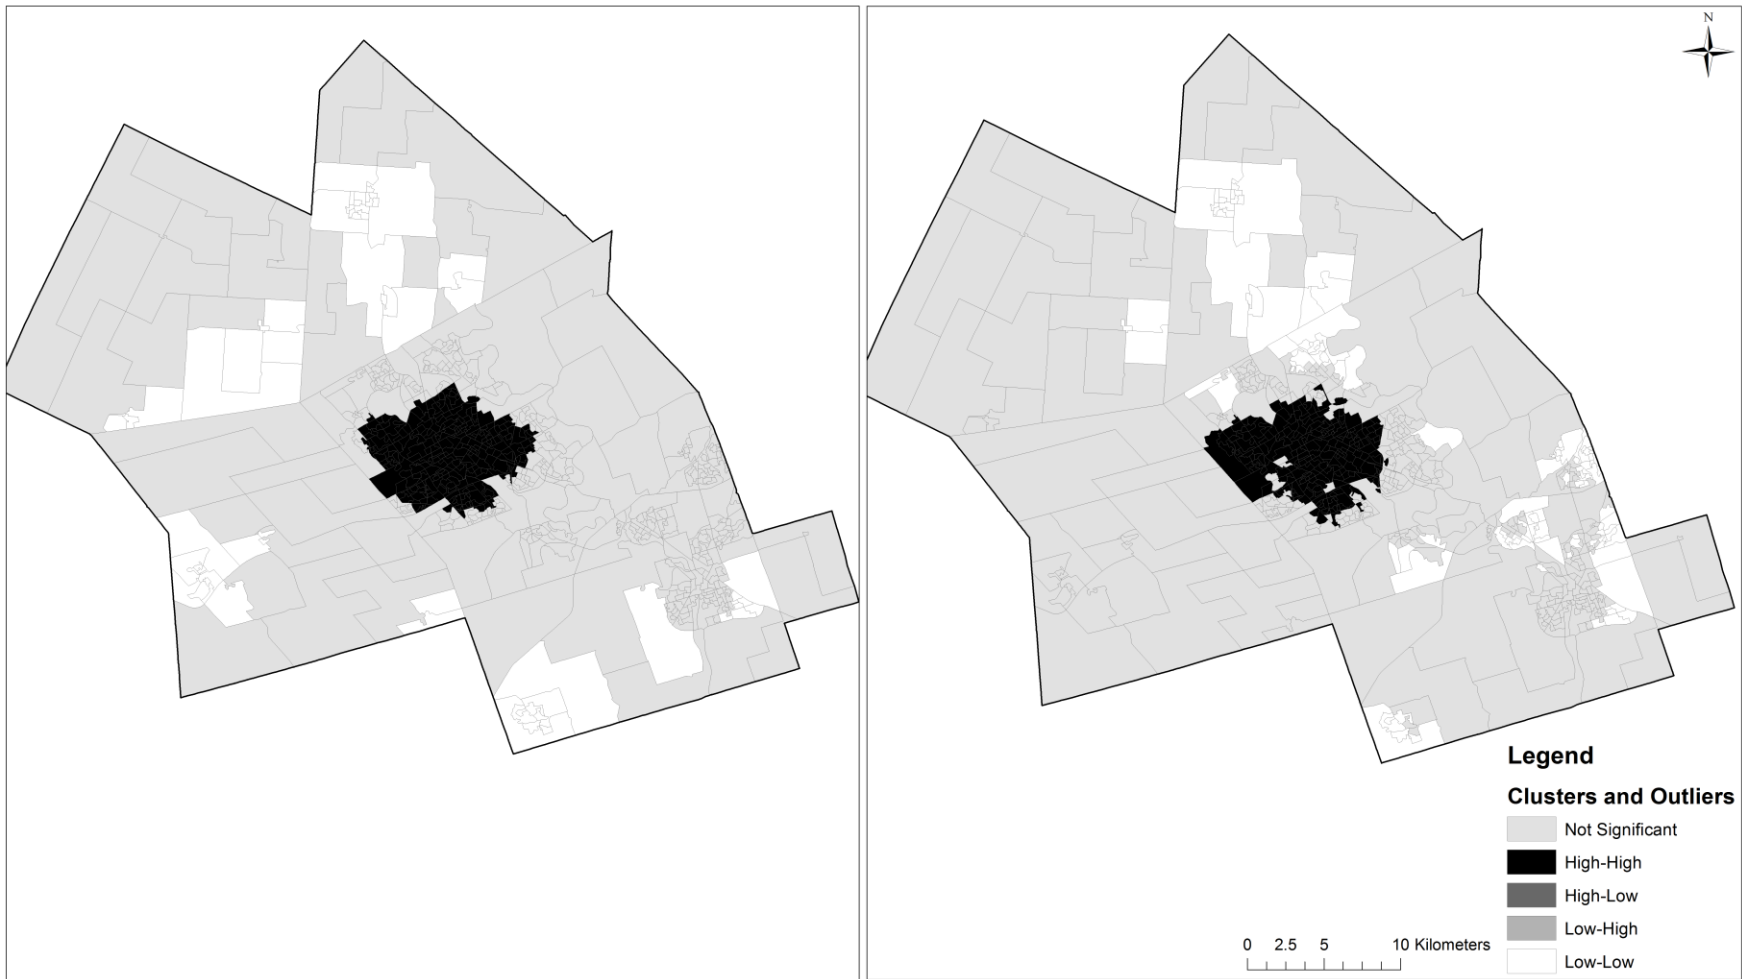 N
Legend
Clusters and Outliers
Not Significant
High-High
High-Low
Low-High
Low-Low
0 2.5 5 10 Kilometers